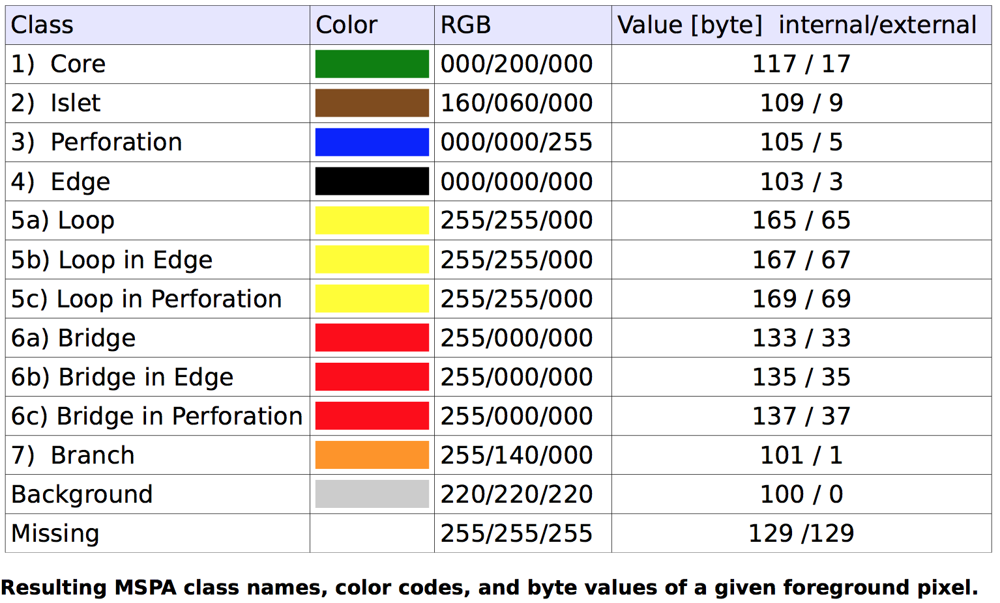 Class Color RGB Value [byte] internal/external
1) Core 000/200/000 117 / 17
2) Islet 160/060/000 109 / 9
3) Perforation 000/000/255 105 / 5
4) Edge 000/000/000 103 / 3
5a) Loop 255/255/000 165 / 65
5b) Loop in Edge 255/255/000 167 / 67
5c) Loop in Perforation 255/255/000 169 / 69
6a) Bridge 255/000/000 133 / 33
6b) Bridge in Edge 255/000/000 135 / 35
6c) Bridge in Perforation 255/000/000 137 / 37
7) Branch 255/140/000 101 / 1
Background 220/220/220 100 / 0
Missing 255/255/255 129 /129
Resulting MSPA class names, color codes, and byte values of a given foreground pixel.